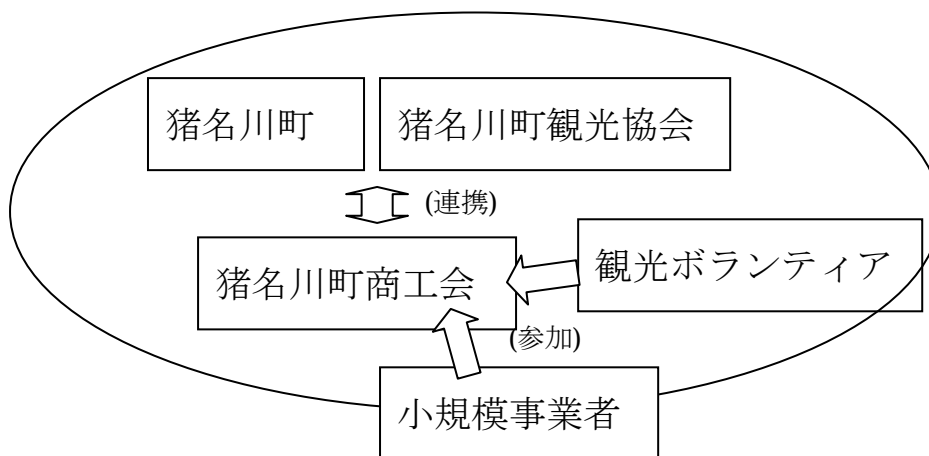 猪名川町
猪名川町観光協会
(連携)
猪名川町商工会
観光ボランティア
(参加)
小規模事業者